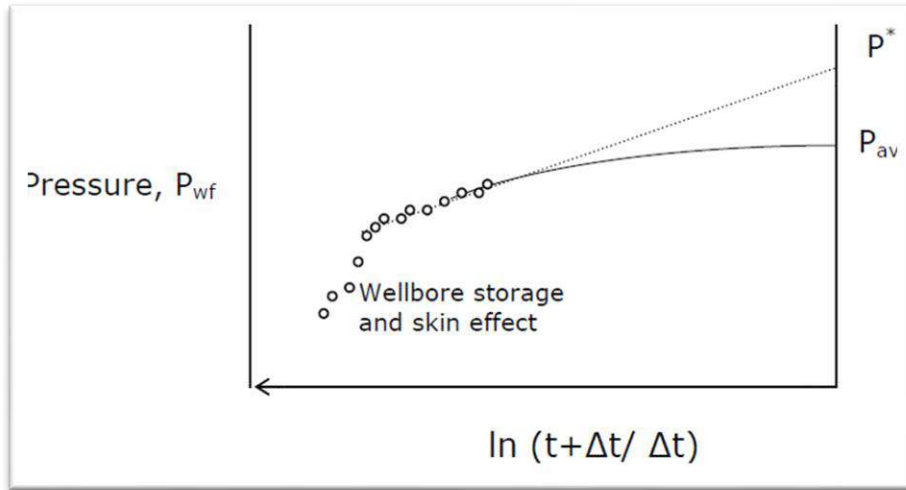 P*
Pav
Pressure, Pwf
Wellbore storage
and skin effect
ln (t+Δt/ Δt)